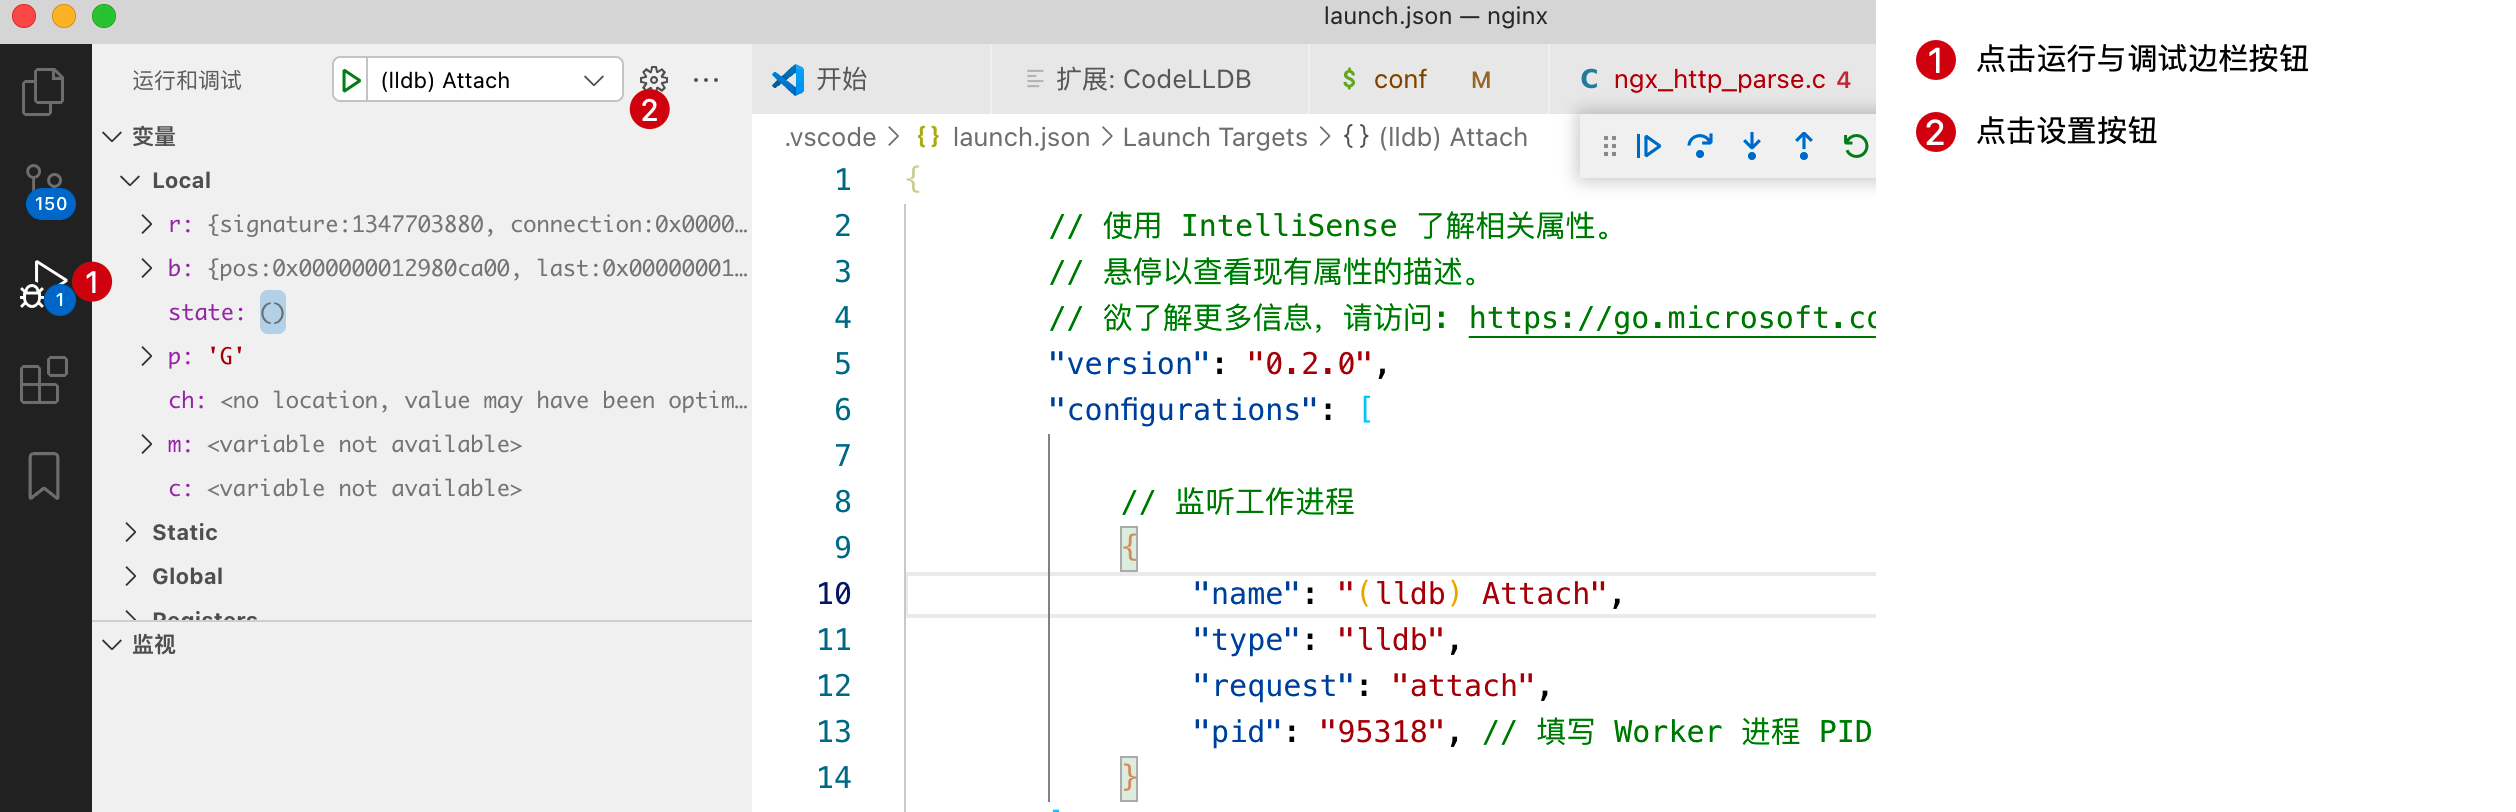 launch.json — nginx
运行和调试
(lldb) Attach
2
开始
扩展: CodeLLDB
$ conf M
C ngx_http_parse.c 4
.vscode > {} launch.json > Launch Targets > {} (lldb) Attach
变量
Local
r: {signature:1347703880, connection:0x0000…
b: {pos:0x000000012980ca00, last:0x00000001…
state: ()
p: 'G'
ch: <no location, value may have been optim…
m: <variable not available>
c: <variable not available>
Static
Global
Registers
监视
150
1
1
1 {
2 // 使用 IntelliSense 了解相关属性。
3 // 悬停以查看现有属性的描述。
4 // 欲了解更多信息，请访问: https://go.microsoft.co
5 "version": "0.2.0",
6 "configurations": [
7
8 // 监听工作进程
9 {
10 "name": "(lldb) Attach",
11 "type": "lldb",
12 "request": "attach",
13 "pid": "95318", // 填写 Worker 进程 PID
14 }
1 点击运行与调试边栏按钮
2 点击设置按钮